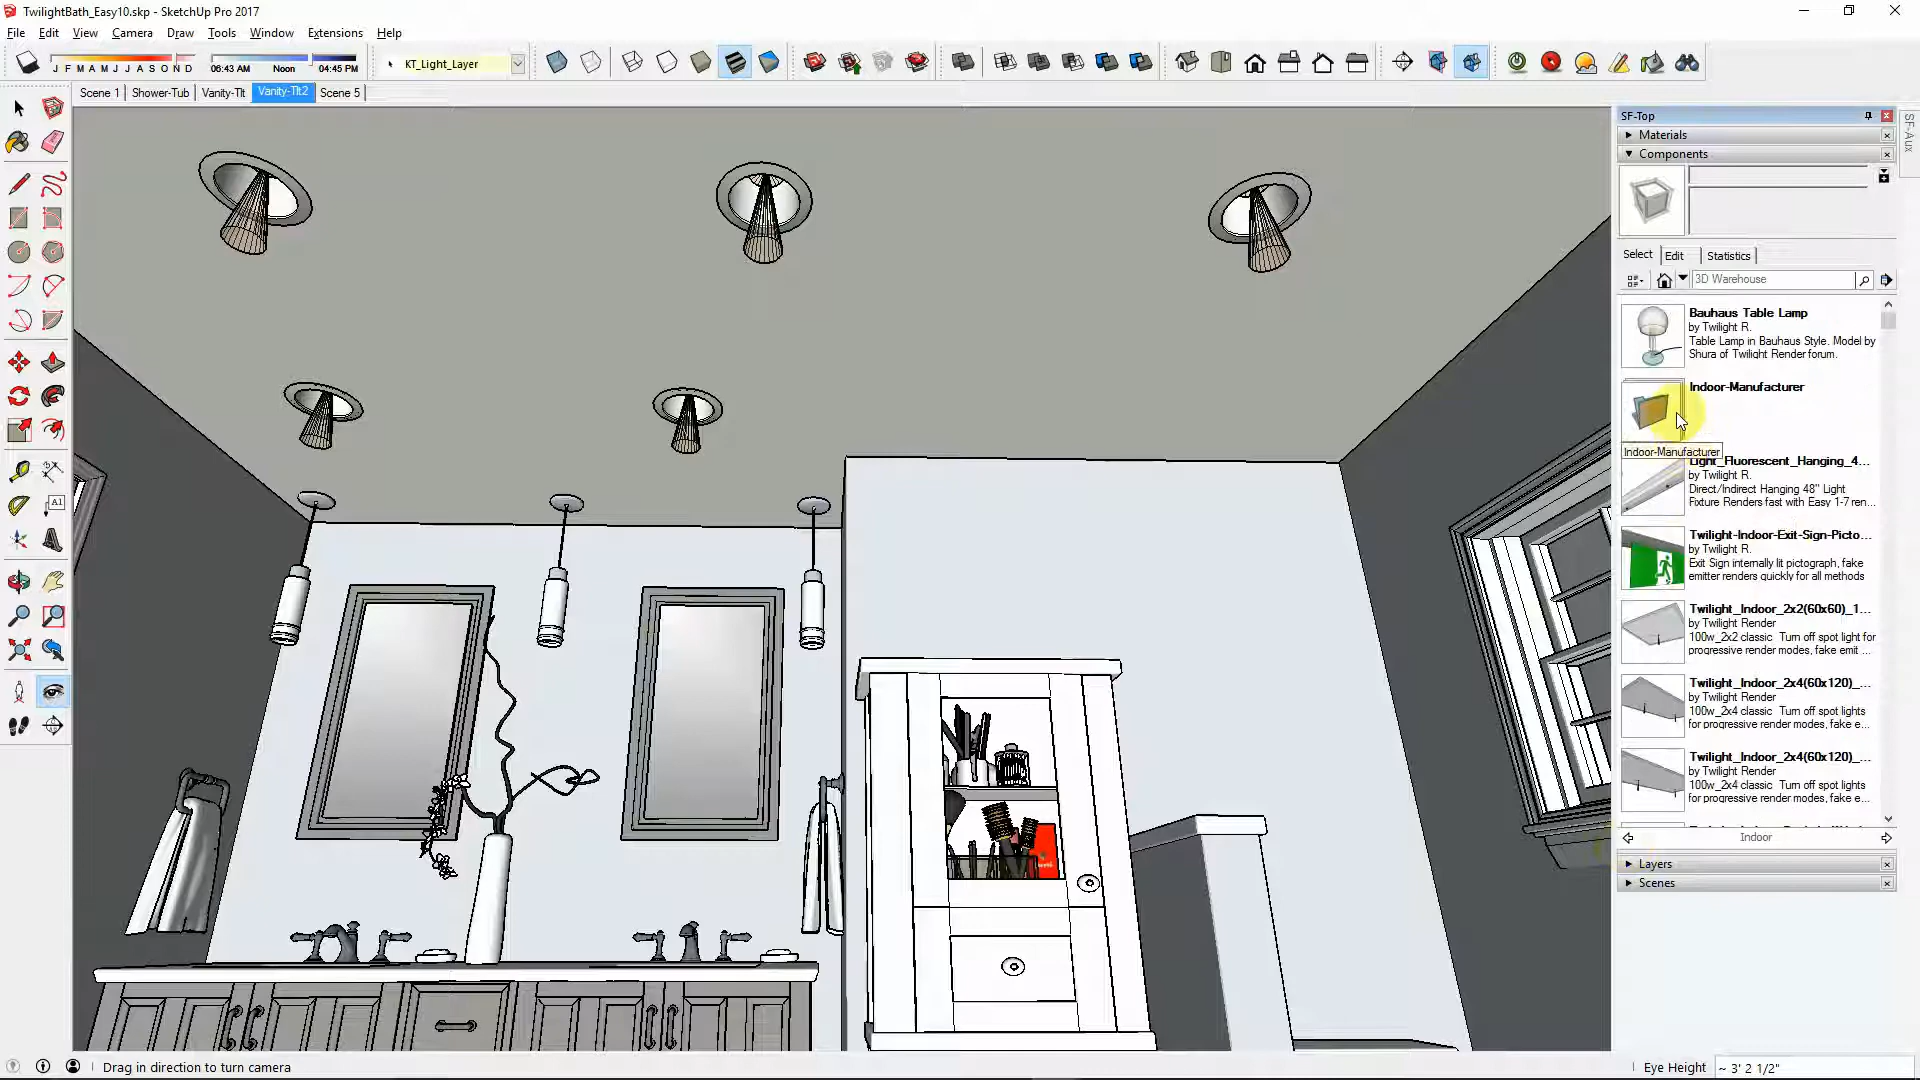 TwilightBath_Easy10.skp - SketchUp Pro 2017
File Edit View Camera Draw Tools Window Extensions Help
J F M A M J J A S O N D
06:43 AM Noon 04:45 PM
KT_Light_Layer
Scene 1 Shower-Tub Vanity-Tlt Vanity-Tlt2 Scene 5
SF-Top
SF-Aux
Materials
Components
Select Edit Statistics
3D Warehouse
Bauhaus Table Lamp
by Twilight R.
Table Lamp in Bauhaus Style. Model by
Shura of Twilight Render forum.
Indoor-Manufacturer
Indoor-Manufacturer
Light_Fluorescent_Hanging_4...
by Twilight R.
Direct/Indirect Hanging 48" Light
Fixture Renders fast with Easy 1-7 ren...
Twilight-Indoor-Exit-Sign-Picto...
by Twilight R.
Exit Sign internally lit pictograph, fake
emitter renders quickly for all methods
Twilight_Indoor_2x2(60x60)_1...
by Twilight Render
100w_2x2 classic Turn off spot light for
progressive render modes, fake emit ...
Twilight_Indoor_2x4(60x120)_...
by Twilight Render
100w_2x4 classic Turn off spot lights
for progressive render modes, fake e...
Twilight_Indoor_2x4(60x120)_...
by Twilight Render
100w_2x4 classic Turn off spot lights
for progressive render modes, fake e...
Indoor
Layers
Scenes
A1
Drag in direction to turn camera
Eye Height ~ 3' 2 1/2"